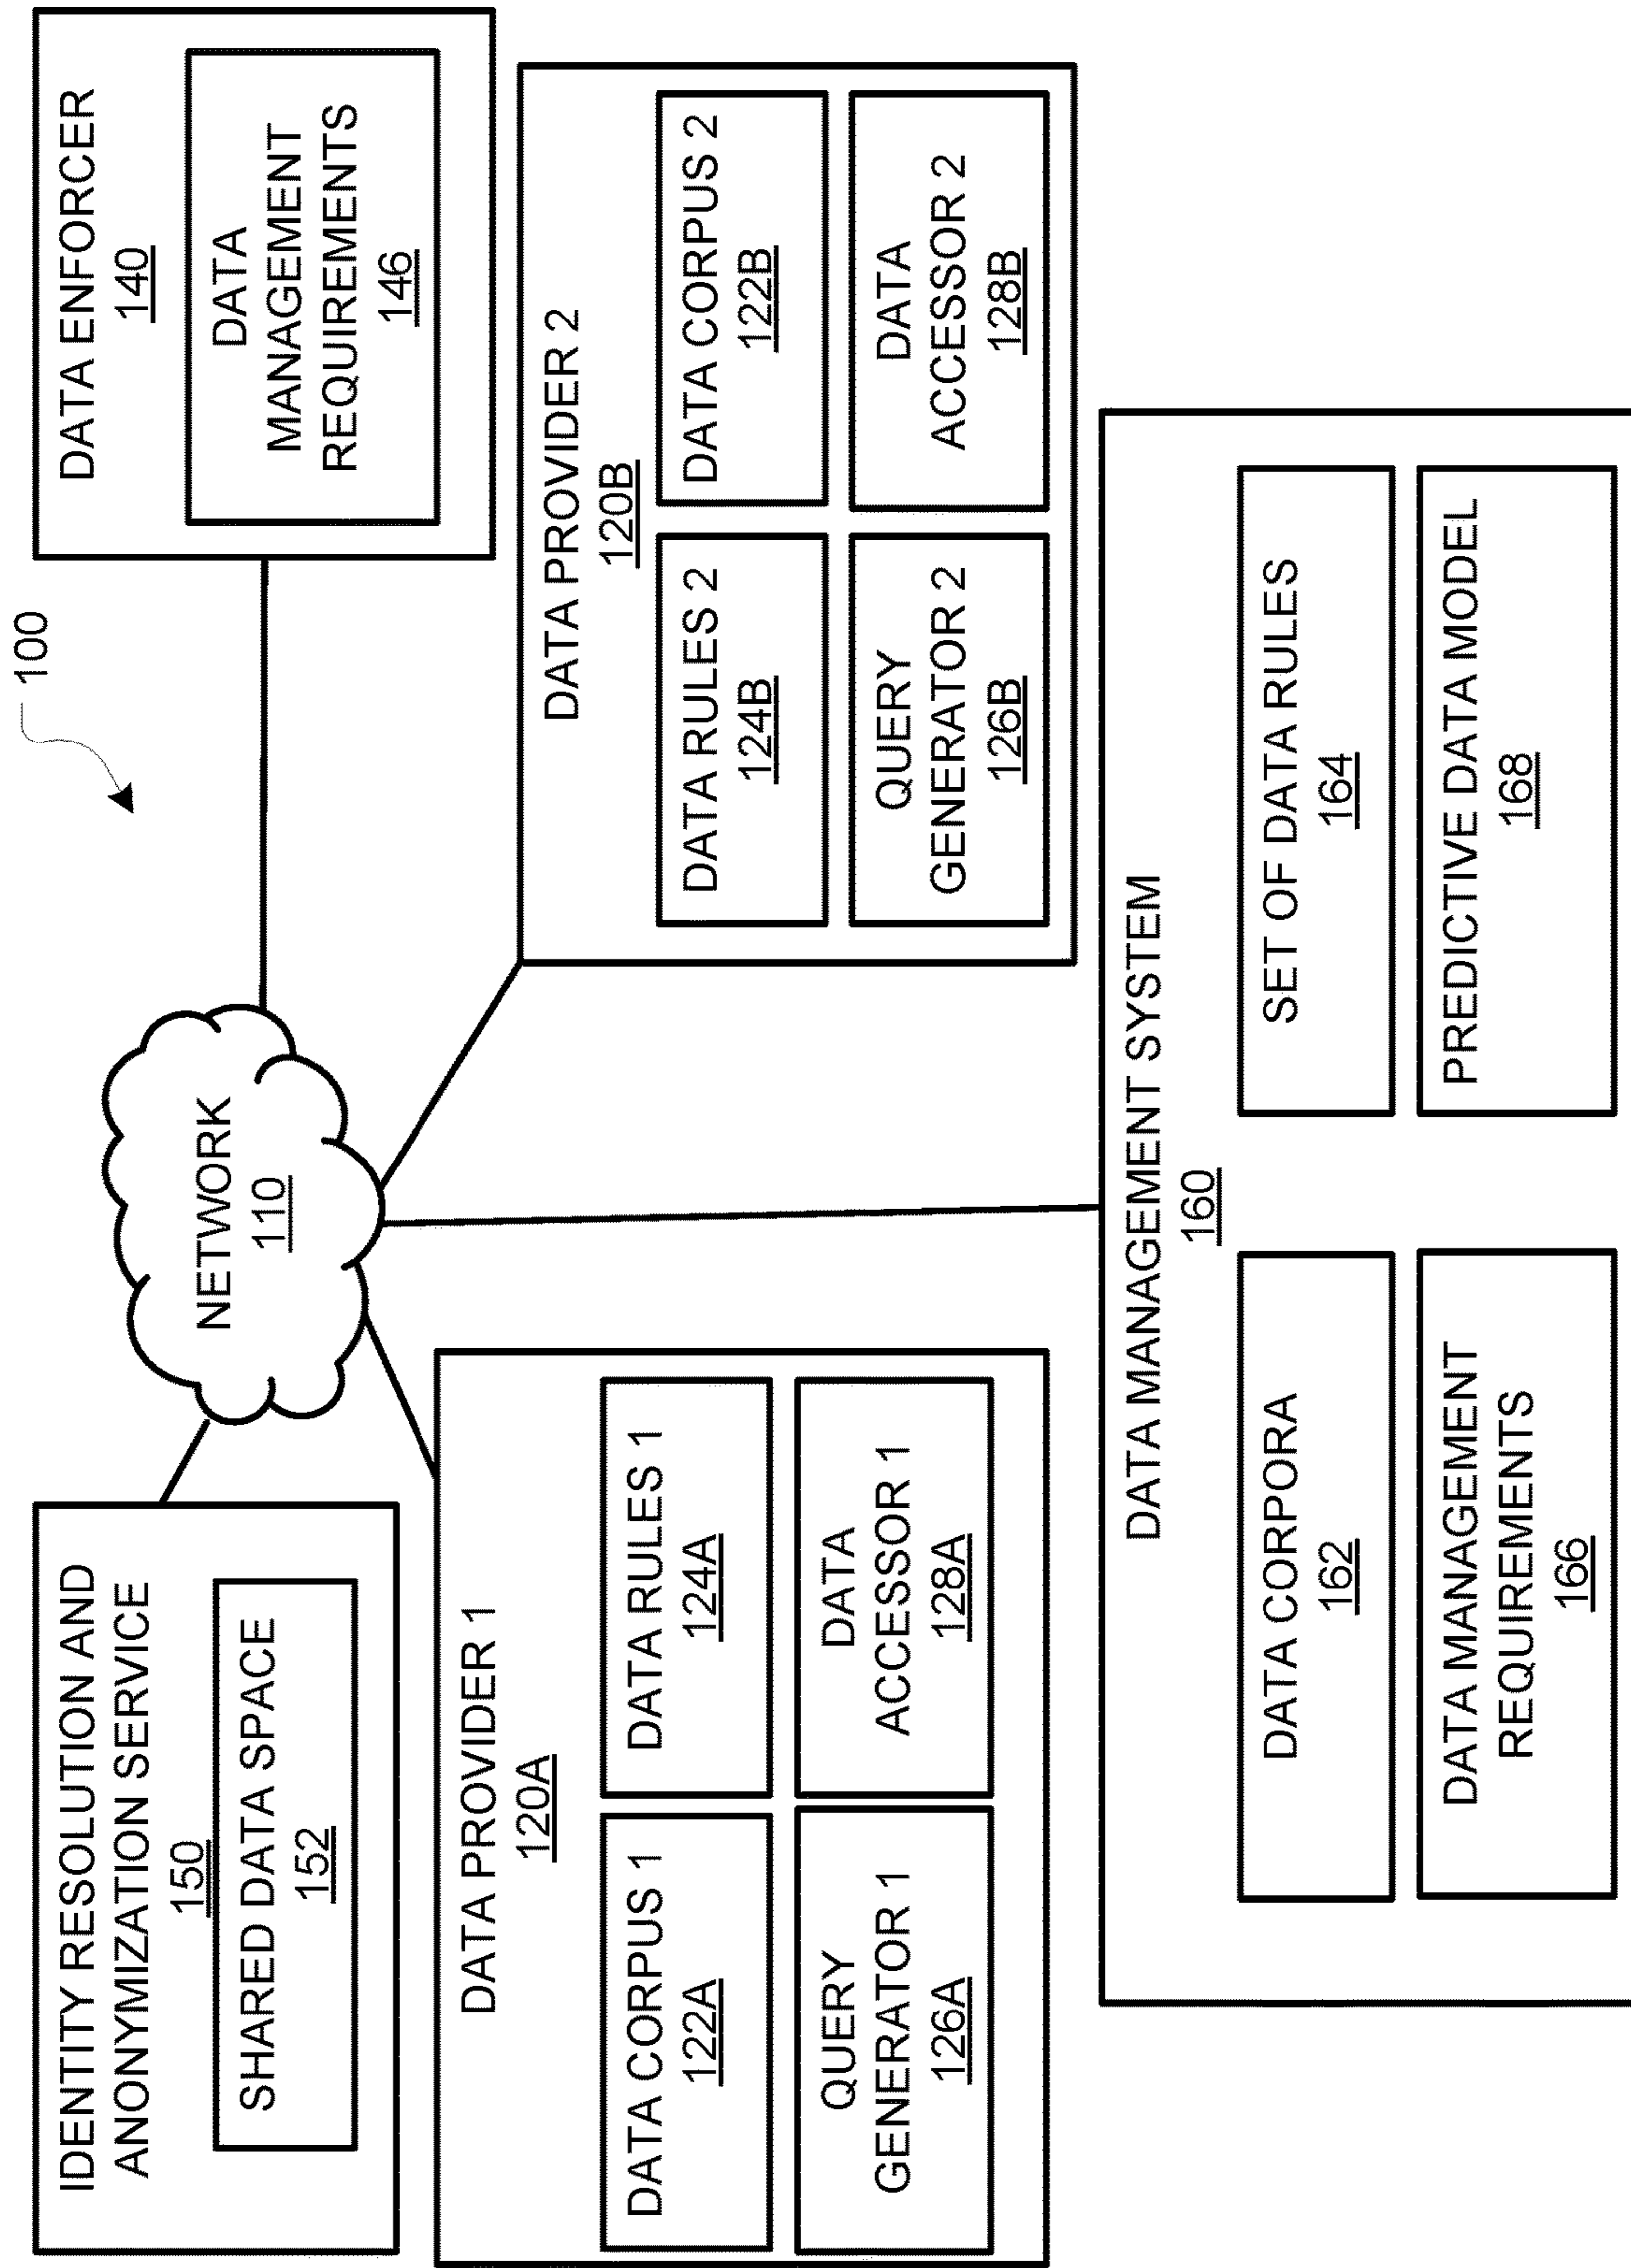 100
IDENTITY RESOLUTION AND
ANONYMIZATION SERVICE
150
SHARED DATA SPACE
152
NETWORK
110
DATA ENFORCER
140
DATA
MANAGEMENT
REQUIREMENTS
146
DATA PROVIDER 1
120A
DATA CORPUS 1
122A
DATA RULES 1
124A
QUERY
GENERATOR 1
126A
DATA
ACCESSOR 1
128A
DATA PROVIDER 2
120B
DATA RULES 2
124B
DATA CORPUS 2
122B
QUERY
GENERATOR 2
126B
DATA
ACCESSOR 2
128B
DATA MANAGEMENT SYSTEM
160
DATA CORPORA
162
SET OF DATA RULES
164
DATA MANAGEMENT
REQUIREMENTS
166
PREDICTIVE DATA MODEL
168